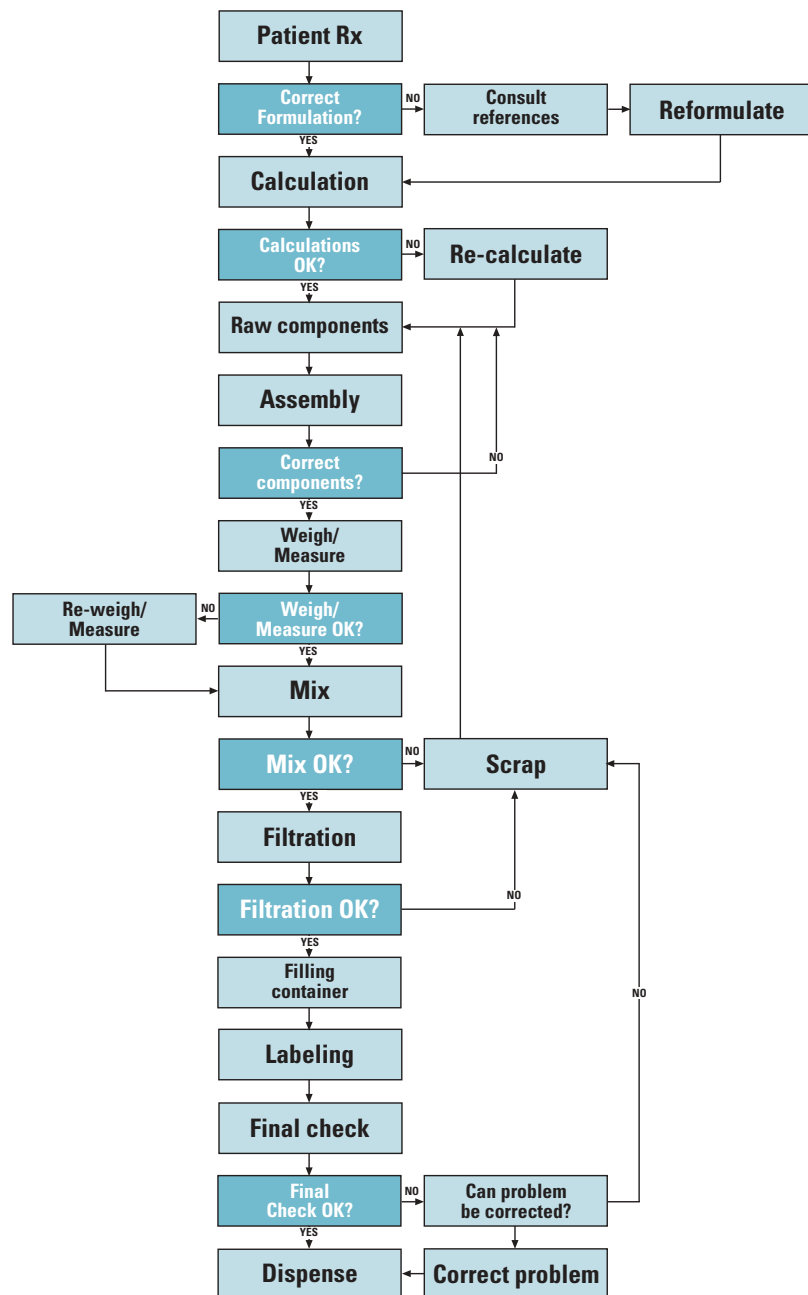 Patient Rx
Correct
Formulation?
NO
Consult
references
Reformulate
YES
Calculation
Calculations
OK?
NO
Re-calculate
YES
Raw components
Assembly
Correct
components?
NO
YES
Weigh/
Measure
Re-weigh/
Measure
NO
Weigh/
Measure OK?
YES
Mix
Mix OK?
NO
Scrap
YES
Filtration
Filtration OK?
NO
YES
Filling
container
NO
Labeling
Final check
Final
Check OK?
NO
Can problem
be corrected?
YES
Dispense
Correct problem